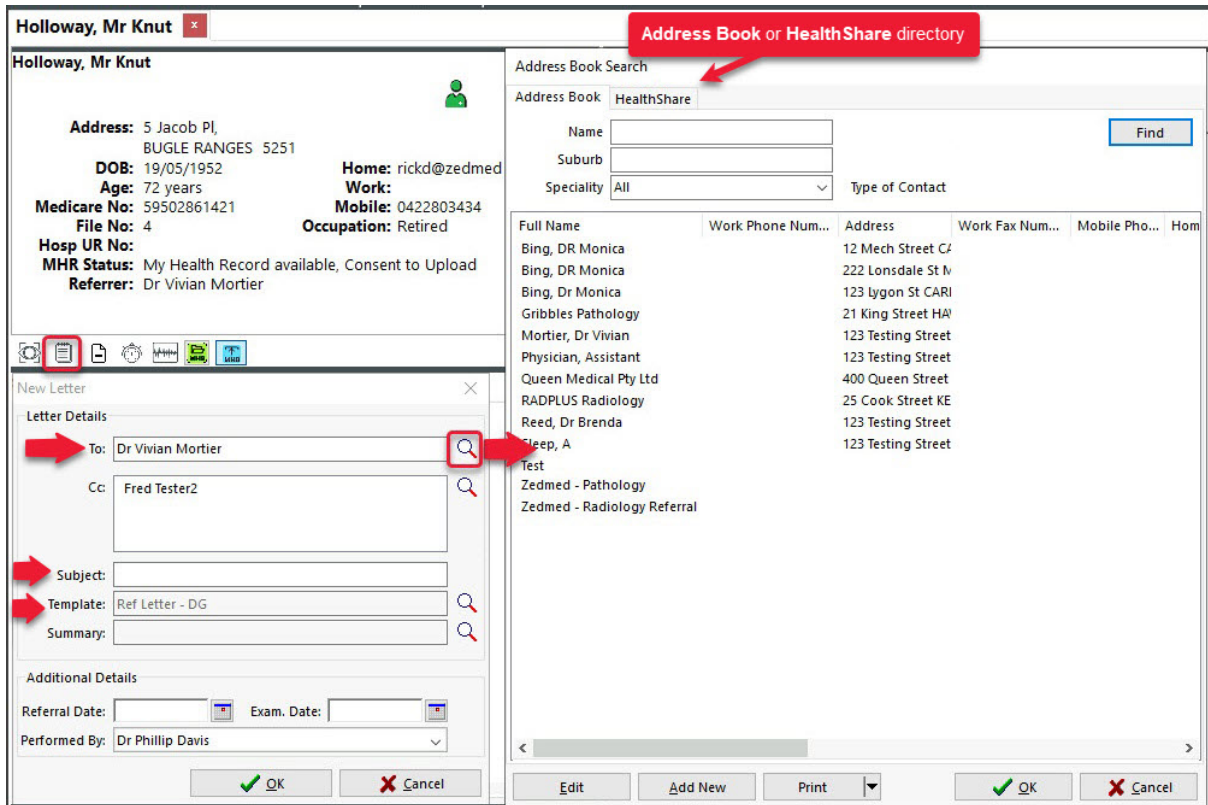 Holloway, Mr Knut x
Address Book or HealthShare directory
Holloway, Mr Knut
Address: 5 Jacob Pl,
BUGLE RANGES 5251
DOB: 19/05/1952 Home: rickd@zedmed
Age: 72 years Work:
Medicare No: 59502861421 Mobile: 0422803434
File No: 4 Occupation: Retired
Hosp UR No:
MHR Status: My Health Record available, Consent to Upload
Referrer: Dr Vivian Mortier
New Letter
Letter Details
To: Dr Vivian Mortier
Cc: Fred Tester2
Subject:
Template: Ref Letter - DG
Summary:
Additional Details
Referral Date: Exam. Date:
Performed By: Dr Phillip Davis
OK Cancel
Address Book Search
Address Book HealthShare
Name Find
Suburb
Speciality All Type of Contact
Full Name Work Phone Num... Address Work Fax Num... Mobile Pho... Hom
Bing, DR Monica 12 Mech Street CA
Bing, DR Monica 222 Lonsdale St M
Bing, Dr Monica 123 Lygon St CARI
Gribbles Pathology 21 King Street HA
Mortier, Dr Vivian 123 Testing Street
Physician, Assistant 123 Testing Street
Queen Medical Pty Ltd 400 Queen Street
RADPLUS Radiology 25 Cook Street KE
Reed, Dr Brenda 123 Testing Street
Sleep, A 123 Testing Street
Test
Zedmed - Pathology
Zedmed - Radiology Referral
Edit Add New Print OK Cancel